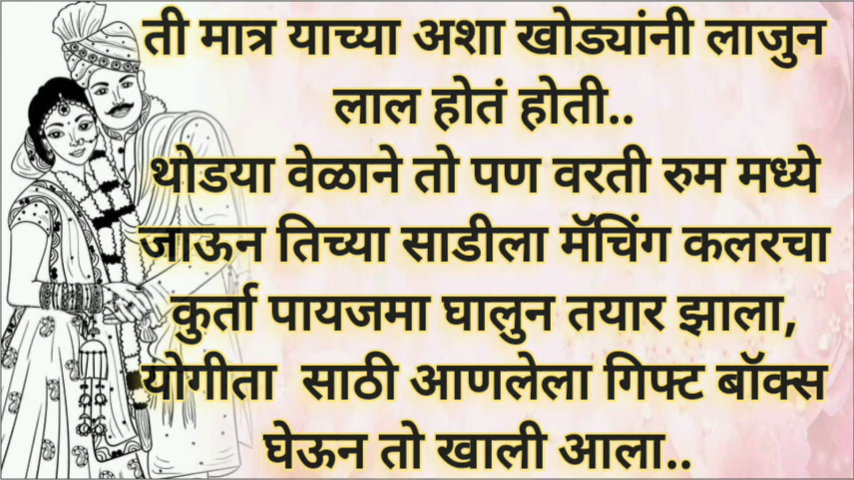 ती मात्र याच्या अशा खोड्यांनी लाजुन
लाल होतं होती..
थोडया वेळाने तो पण वरती रुम मध्ये
जाऊन तिच्या साडीला मॅचिंग कलरचा
कुर्ता पायजमा घालुन तयार झाला,
योगीता साठी आणलेला गिफ्ट बॉक्स
घेऊन तो खाली आला..